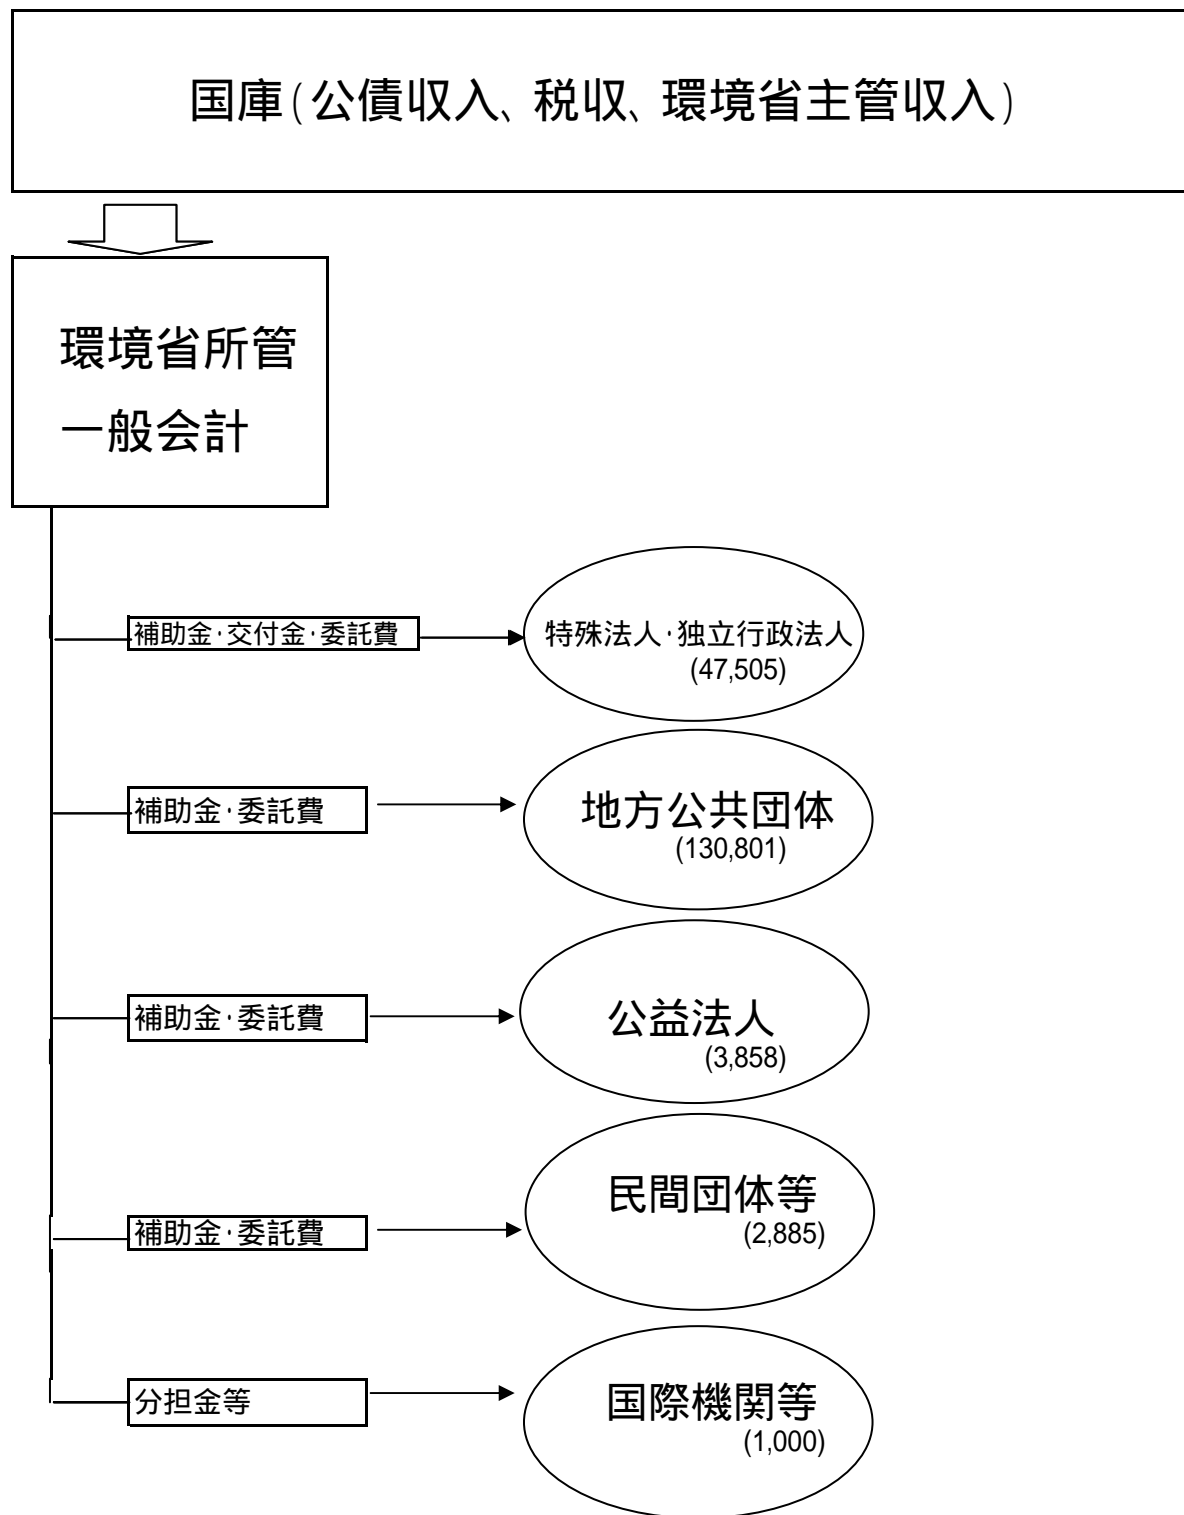 国庫(公債収入、税収、環境省主管収入)
環境省所管
一般会計
補助金・交付金・委託費
特殊法人・独立行政法人
(47,505)
補助金・委託費
地方公共団体
(130,801)
補助金・委託費
公益法人
(3,858)
補助金・委託費
民間団体等
(2,885)
分担金等
国際機関等
(1,000)